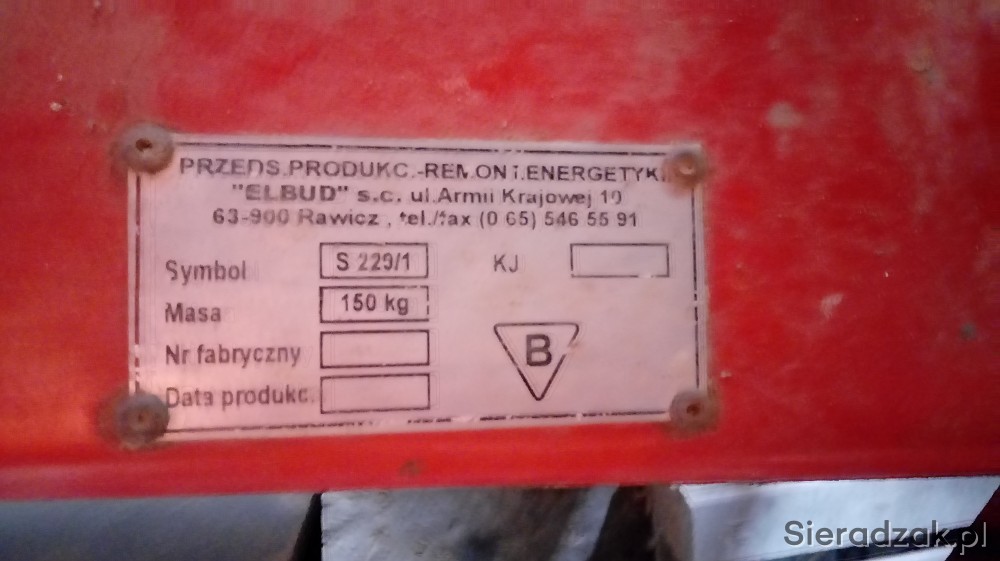 PRZEDS.PRODUKC.-REMONT.ENERGETYKI
"ELBUD" s.c. ul.Armii Krajowej 10
63-900 Rawicz , tel./fax (0 65) 546 55 91
Symbol S 229/1 KJ
Masa 150 kg
B
Nr fabryczny
Data produkc.
Sieradzak.pl